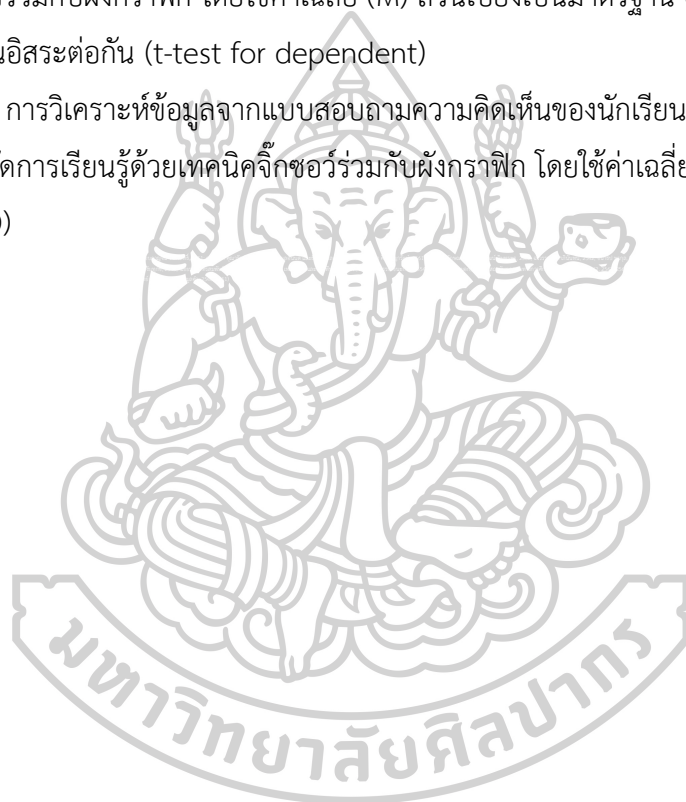 ร่วมกับผังกราฟิก โดยใช้ค่าเฉลี่ย (M) ส่วนเบี่ยงเบนมาตรฐาน
นอิสระต่อกัน (t-test for dependent)
การวิเคราะห์ข้อมูลจากแบบสอบถามความคิดเห็นของนักเรียน
จัดการเรียนรู้ด้วยเทคนิคจิ๊กซอว์ร่วมกับผังกราฟิก โดยใช้ค่าเฉลี่ย
)
มหาวิทยาลัยศิลปากร